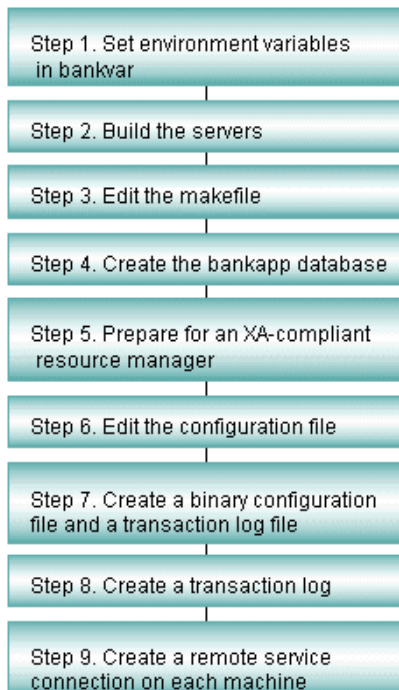 Step 1. Set environment variables
in bankvar
Step 2. Build the servers
Step 3. Edit the makefile
Step 4. Create the bankapp database
Step 5. Prepare for an XA-compliant
resource manager
Step 6. Edit the configuration file
Step 7. Create a binary configuration
file and a transaction log file
Step 8. Create a transaction log
Step 9. Create a remote service
connection on each machine